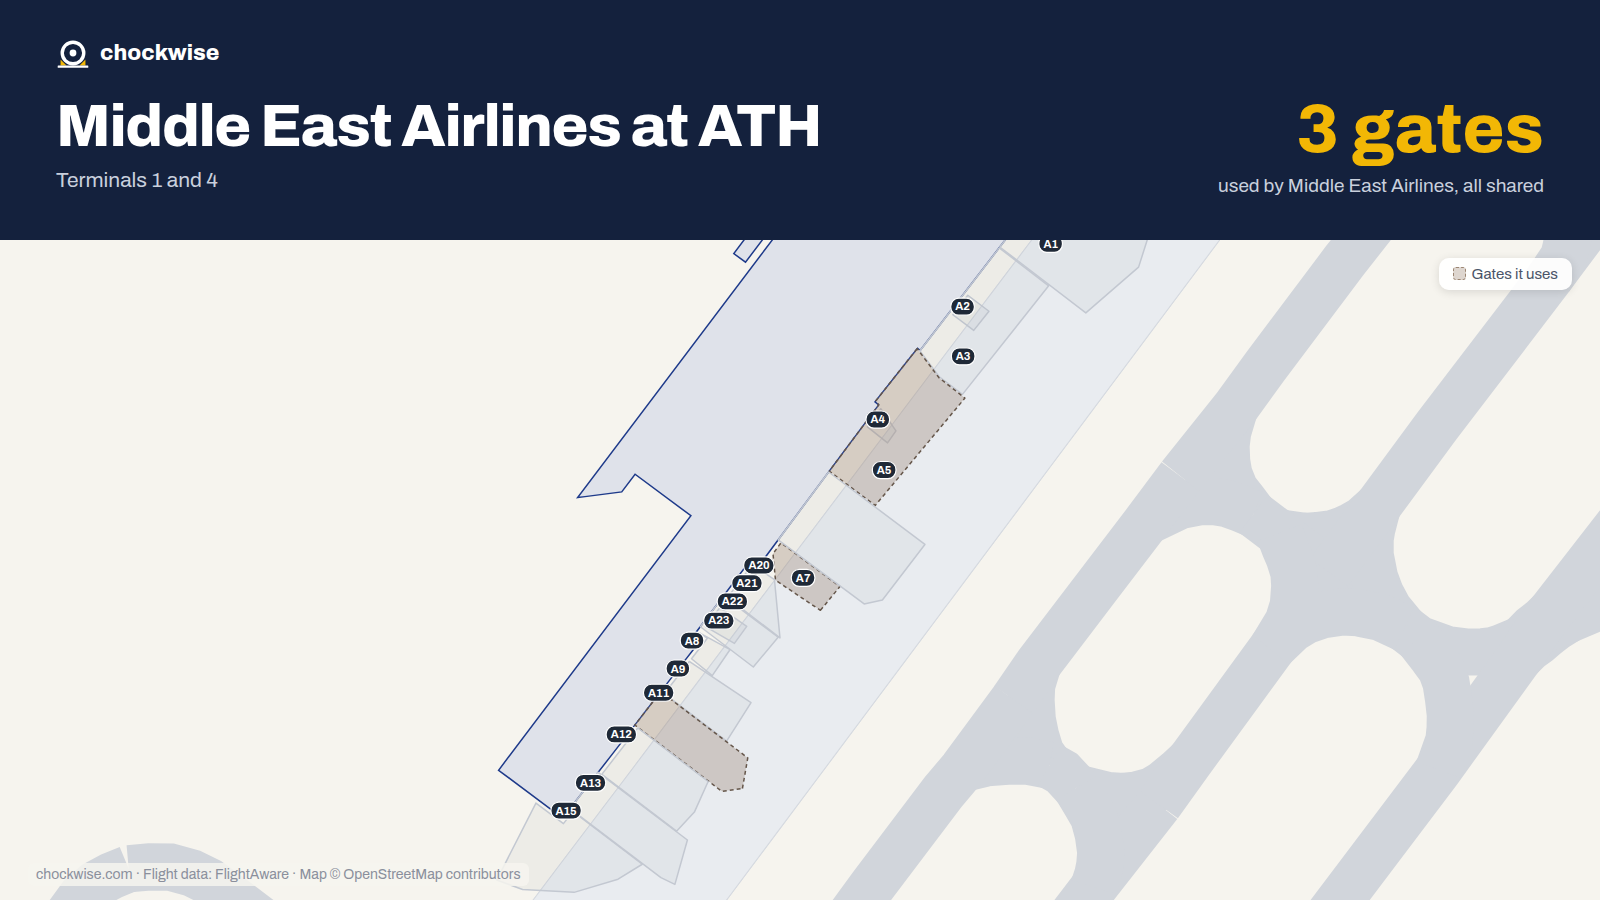 chockwise
Middle East Airlines at ATH
Terminals 1 and 4
3 gates
used by Middle East Airlines, all shared
A1
Gates it uses
A2
A3
A4
A5
A20
A7
A21
A22
A23
A8
A9
A11
A12
A13
A15
chockwise.com · Flight data: FlightAware · Map © OpenStreetMap contributors